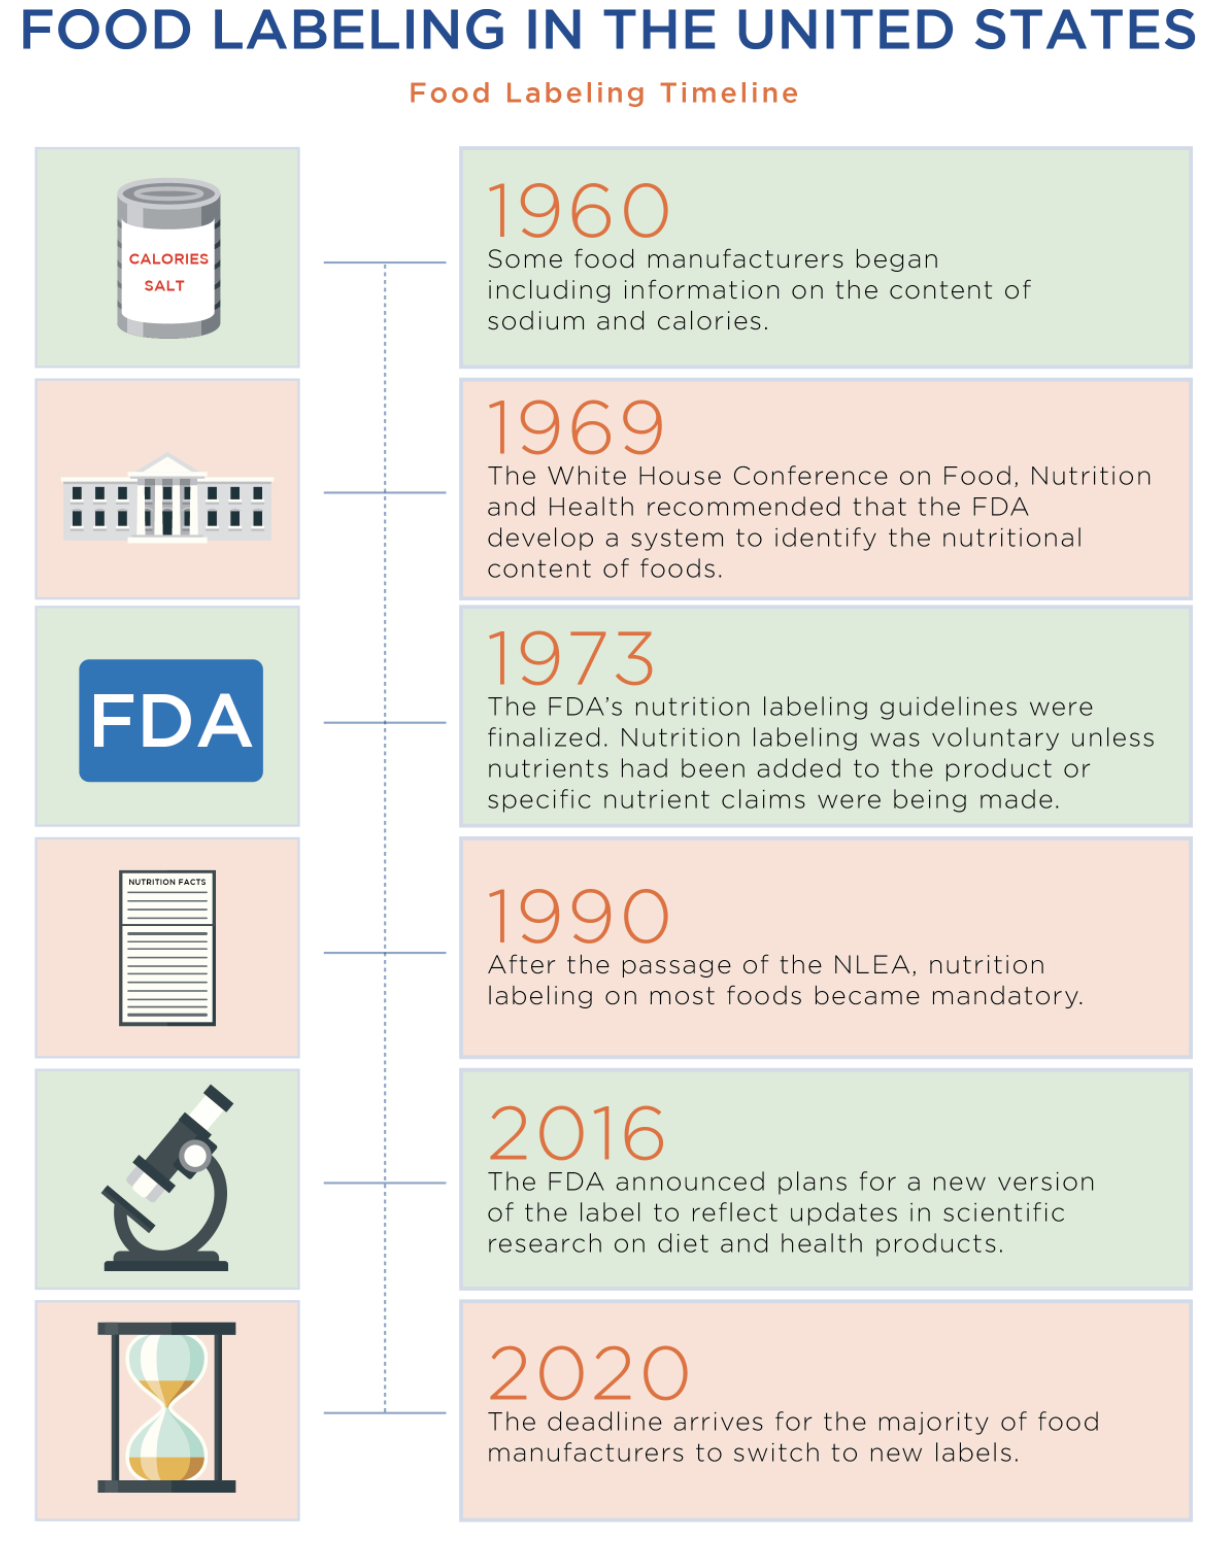 FOOD LABELING IN THE UNITED STATES
Food Labeling Timeline
CALORIES
SALT
1960
Some food manufacturers began
including information on the content of
sodium and calories.
1969
The White House Conference on Food, Nutrition
and Health recommended that the FDA
develop a system to identify the nutritional
content of foods.
FDA
1973
The FDA’s nutrition labeling guidelines were
finalized. Nutrition labeling was voluntary unless
nutrients had been added to the product or
specific nutrient claims were being made.
NUTRITION FACTS
1990
After the passage of the NLEA, nutrition
labeling on most foods became mandatory.
2016
The FDA announced plans for a new version
of the label to reflect updates in scientific
research on diet and health products.
2020
The deadline arrives for the majority of food
manufacturers to switch to new labels.